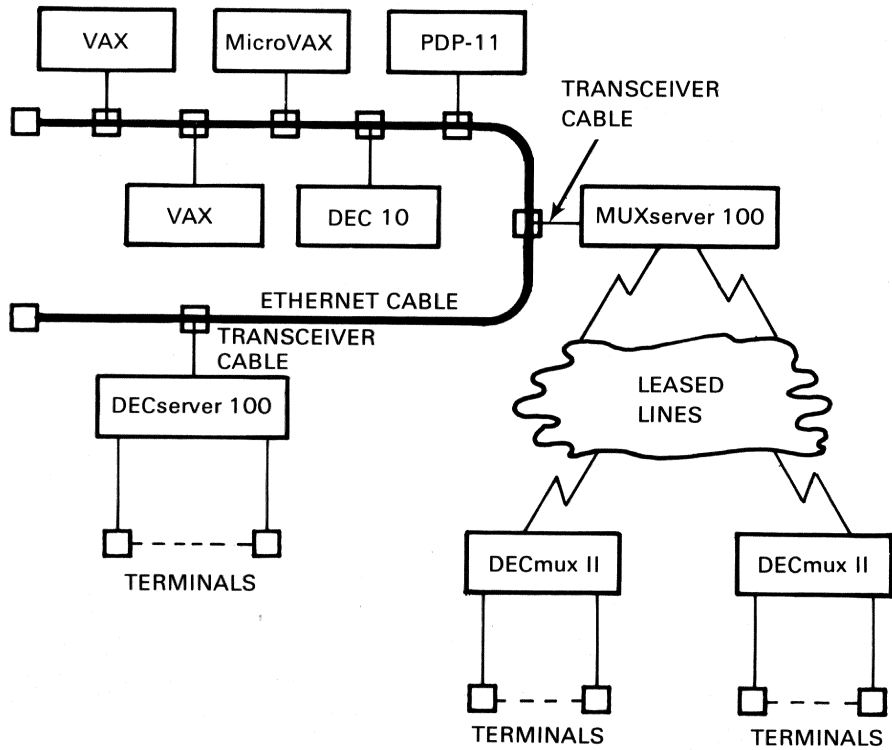 VAX
MicroVAX
PDP-11
TRANSCEIVER
CABLE
VAX
DEC 10
MUXserver 100
ETHERNET CABLE
TRANSCEIVER
CABLE
DECserver 100
LEASED
LINES
TERMINALS
DECmux II
DECmux II
TERMINALS
TERMINALS